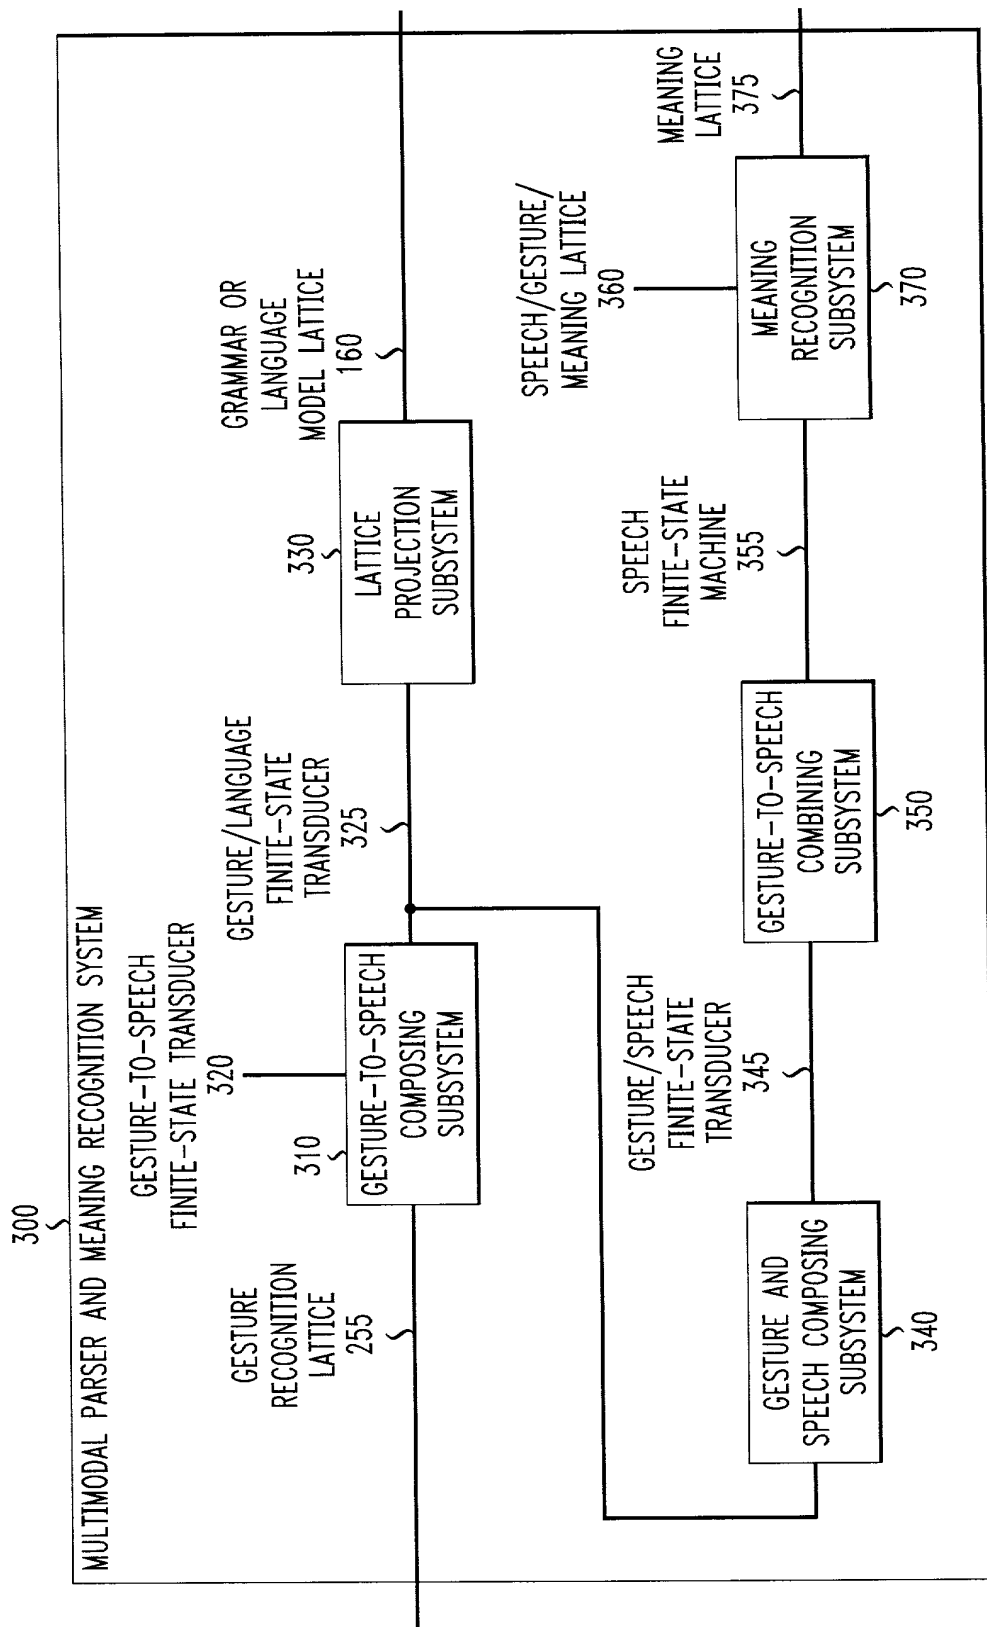 300
MULTIMODAL PARSER AND MEANING RECOGNITION SYSTEM
GESTURE-TO-SPEECH
FINITE-STATE TRANSDUCER
320
GESTURE
RECOGNITION
LATTICE
255
310
GESTURE-TO-SPEECH
COMPOSING
SUBSYSTEM
GESTURE/LANGUAGE
FINITE-STATE
TRANSDUCER
325
330
LATTICE
PROJECTION
SUBSYSTEM
GRAMMAR OR
LANGUAGE
MODEL LATTICE
160
GESTURE AND
SPEECH COMPOSING
SUBSYSTEM
340
GESTURE/SPEECH
FINITE-STATE
TRANSDUCER
345
GESTURE-TO-SPEECH
COMBINING
SUBSYSTEM
350
SPEECH
FINITE-STATE
MACHINE
355
SPEECH/GESTURE/
MEANING LATTICE
360
MEANING
RECOGNITION
SUBSYSTEM
370
MEANING
LATTICE
375